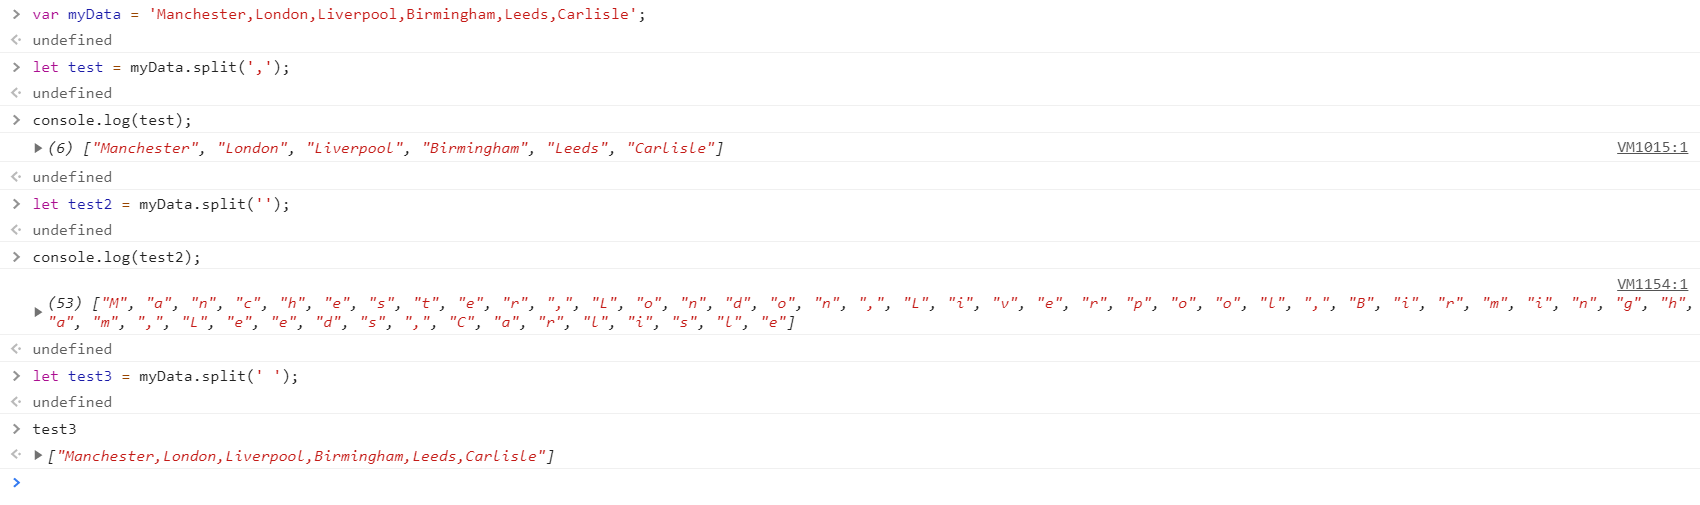 > var myData = 'Manchester,London,Liverpool,Birmingham,Leeds,Carlisle';
undefined
> let test = myData.split(',');
undefined
> console.log(test);
(6) ["Manchester", "London", "Liverpool", "Birmingham", "Leeds", "Carlisle"] VM1015:1
undefined
> let test2 = myData.split('');
undefined
> console.log(test2);
VM1154:1
(53) ["M", "a", "n", "c", "h", "e", "s", "t", "e", "r", ",", "L", "o", "n", "d", "o", "n", ",", "L", "i", "v", "e", "r", "p", "o", "o", "l", ",", "B", "i", "r", "m", "i", "n", "g", "h",
"a", "m", ",", "L", "e", "e", "d", "s", ",", "C", "a", "r", "l", "i", "s", "l", "e"]
undefined
> let test3 = myData.split(' ');
undefined
> test3
["Manchester,London,Liverpool,Birmingham,Leeds,Carlisle"]
>